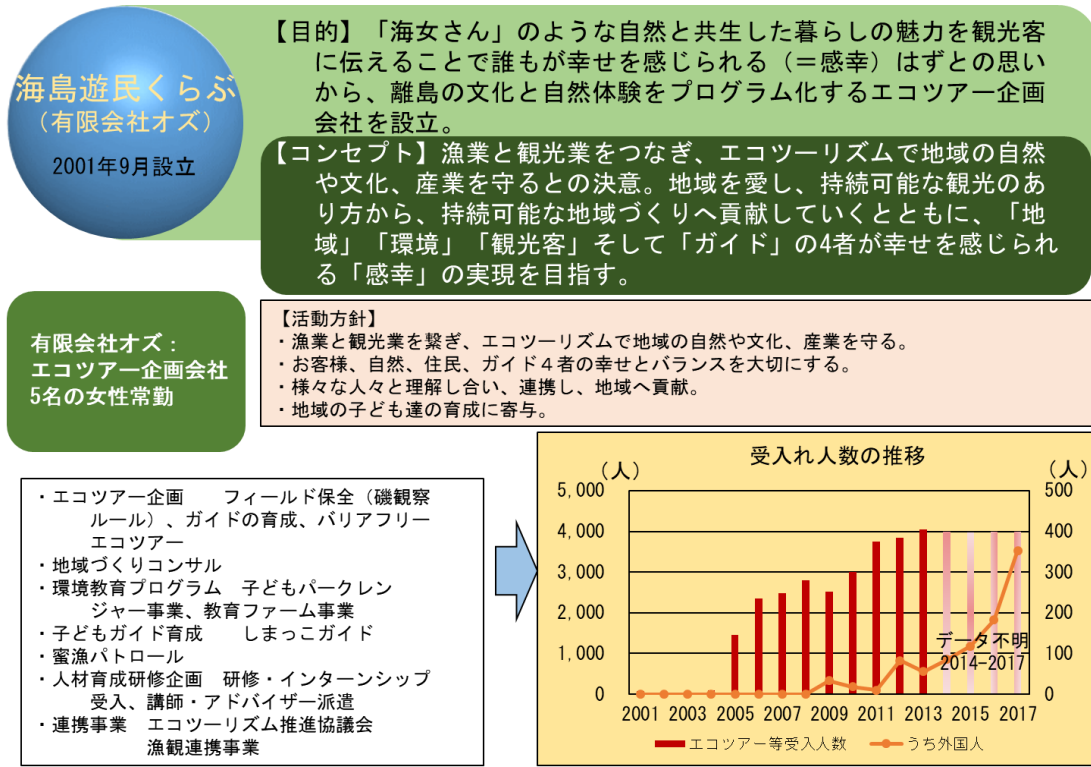 海島遊民くらぶ
（有限会社オズ）
2001年9月設立
【目的】「海女さん」のような自然と共生した暮らしの魅力を観光客
に伝えることで誰もが幸せを感じられる（＝感幸）はずとの思い
から、離島の文化と自然体験をプログラム化するエコツアー企画
会社を設立。
【コンセプト】漁業と観光業をつなぎ、エコツーリズムで地域の自然
や文化、産業を守るとの決意。地域を愛し、持続可能な観光のあ
り方から、持続可能な地域づくりへ貢献していくとともに、「地
域」「環境」「観光客」そして「ガイド」の4者が幸せを感じられ
る「感幸」の実現を目指す。
有限会社オズ：
エコツアー企画会社
5名の女性常勤
【活動方針】
・漁業と観光業を繋ぎ、エコツーリズムで地域の自然や文化、産業を守る。
・お客様、自然、住民、ガイド４者の幸せとバランスを大切にする。
・様々な人々と理解し合い、連携し、地域へ貢献。
・地域の子ども達の育成に寄与。
・エコツアー企画　フィールド保全（磯観察
ルール）、ガイドの育成、バリアフリー
エコツアー
・地域づくりコンサル
・環境教育プログラム　子どもパークレン
ジャー事業、教育ファーム事業
・子どもガイド育成　しまっこガイド
・蜜漁パトロール
・人材育成研修企画　研修・インターンシップ
受入、講師・アドバイザー派遣
・連携事業　エコツーリズム推進協議会
漁観連携事業
受入れ人数の推移
（人）
（人）
5,000
500
4,000
400
3,000
300
2,000
200
データ不明
1,000
2014-2017
100
0
0
2001 2003 2005 2007 2009 2011 2013 2015 2017
エコツアー等受入人数　うち外国人